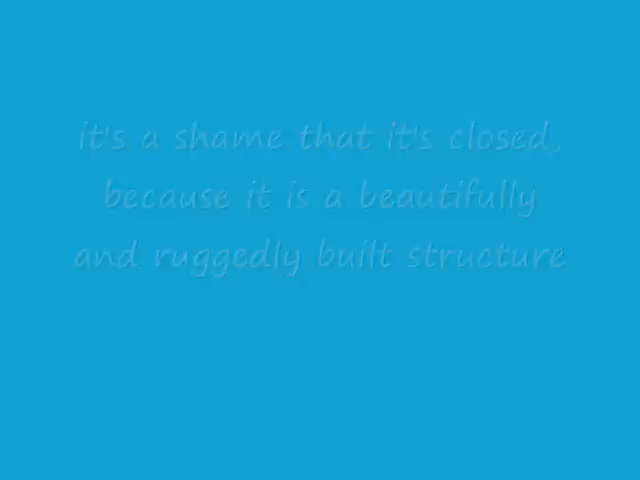 it's a shame that it's closed,
because it is a beautifully
and ruggedly built structure